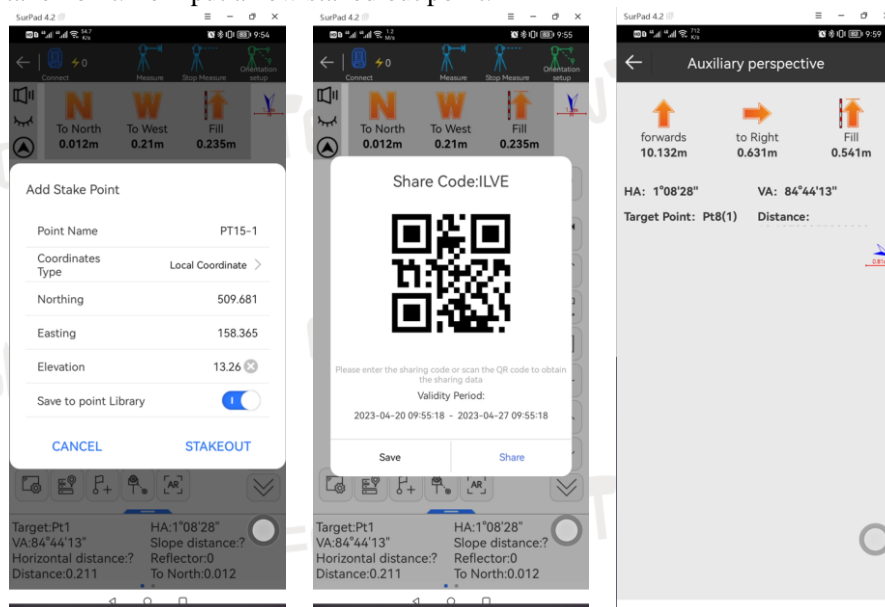 SurPad 4.2
54.7 K/s
80
9:54
0
Connect
Measure
Stop Measure
Orientation setup
To North
To West
Fill
0.012m
0.21m
0.235m
Add Stake Point
Point Name
PT15-1
Coordinates Type
Local Coordinate
Northing
509.681
Easting
158.365
Elevation
13.26
Save to point Library
CANCEL
STAKEOUT
AR
Target:Pt1
HA:1°08'28"
VA:84°44'13"
Slope distance:?
Horizontal distance:?
Reflector:0
Distance:0.211
To North:0.012
SurPad 4.2
1.2 M/s
9:55
0
Connect
Measure
Stop Measure
Orientation setup
To North
To West
Fill
0.012m
0.21m
0.235m
Share Code:ILVE
Please enter the sharing code or scan the QR code to obtain
the sharing data
Validity Period:
2023-04-20 09:55:18 - 2023-04-27 09:55:18
Save
Share
AR
Target:Pt1
HA:1°08'28"
VA:84°44'13"
Slope distance:?
Horizontal distance:?
Reflector:0
Distance:0.211
To North:0.012
SurPad 4.2
712 K/s
9:59
Auxiliary perspective
forwards
to Right
Fill
10.132m
0.631m
0.541m
HA: 1°08'28"
VA: 84°44'13"
Target Point: Pt8(1)
Distance: